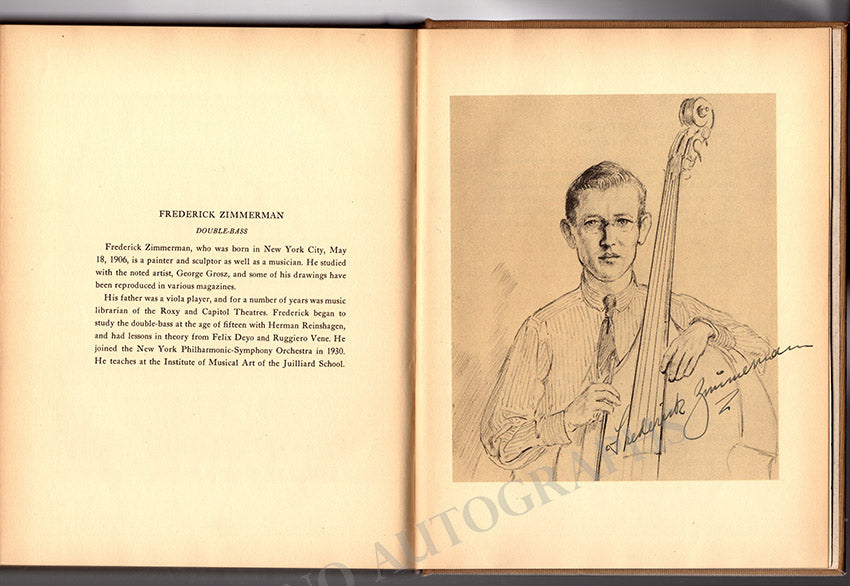 FREDERICK ZIMMERMAN
DOUBLE-BASS
Frederick Zimmerman, who was born in New York City, May
18, 1906, is a painter and sculptor as well as a musician. He studied
with the noted artist, George Grosz, and some of his drawings have
been reproduced in various magazines.
His father was a viola player, and for a number of years was music
librarian of the Roxy and Capitol Theatres. Frederick began to
study the double-bass at the age of fifteen with Herman Reinshagen,
and had lessons in theory from Felix Deyo and Ruggiero Vene. He
joined the New York Philharmonic-Symphony Orchestra in 1930.
He teaches at the Institute of Musical Art of the Juilliard School.
Frederick Zimmerman
NO AUTOGRAPHS